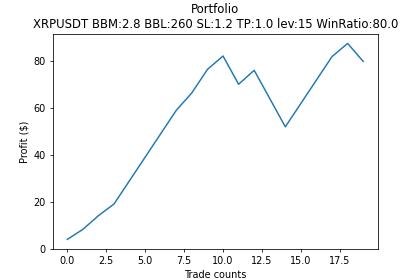 Portfolio
XRPUSDT BBM:2.8 BBL:260 SL:1.2 TP:1.0 lev:15 WinRatio:80.0
80
60
40
20
0
Profit ($)
0.0 2.5 5.0 7.5 10.0 12.5 15.0 17.5
Trade counts